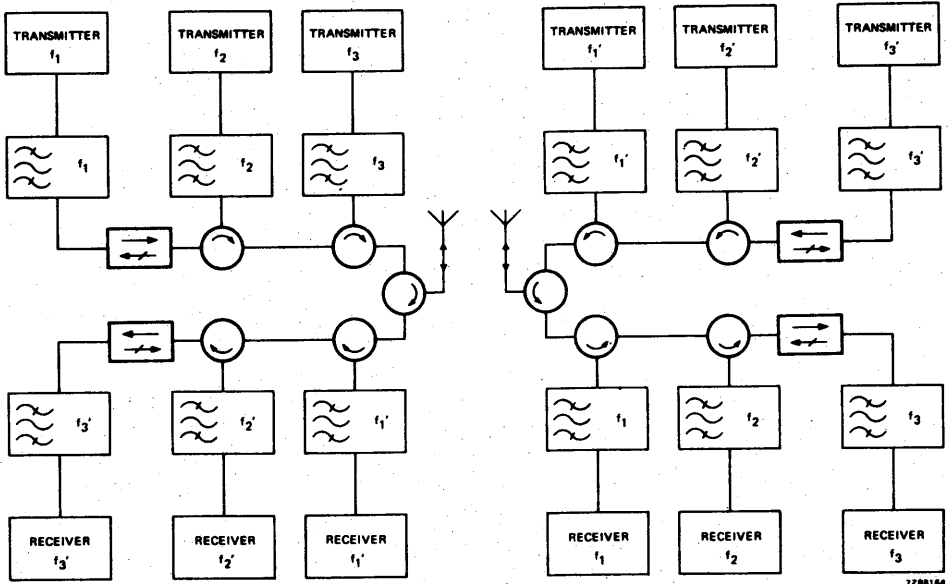 TRANSMITTER
f1
TRANSMITTER
f2
TRANSMITTER
f3
TRANSMITTER
f1'
TRANSMITTER
f2'
TRANSMITTER
f3'
f1
f2
f3
f1'
f2'
f3'
f3'
f2'
f1'
f1
f2
f3
RECEIVER
f3'
RECEIVER
f2'
RECEIVER
f1'
RECEIVER
f1
RECEIVER
f2
RECEIVER
f3